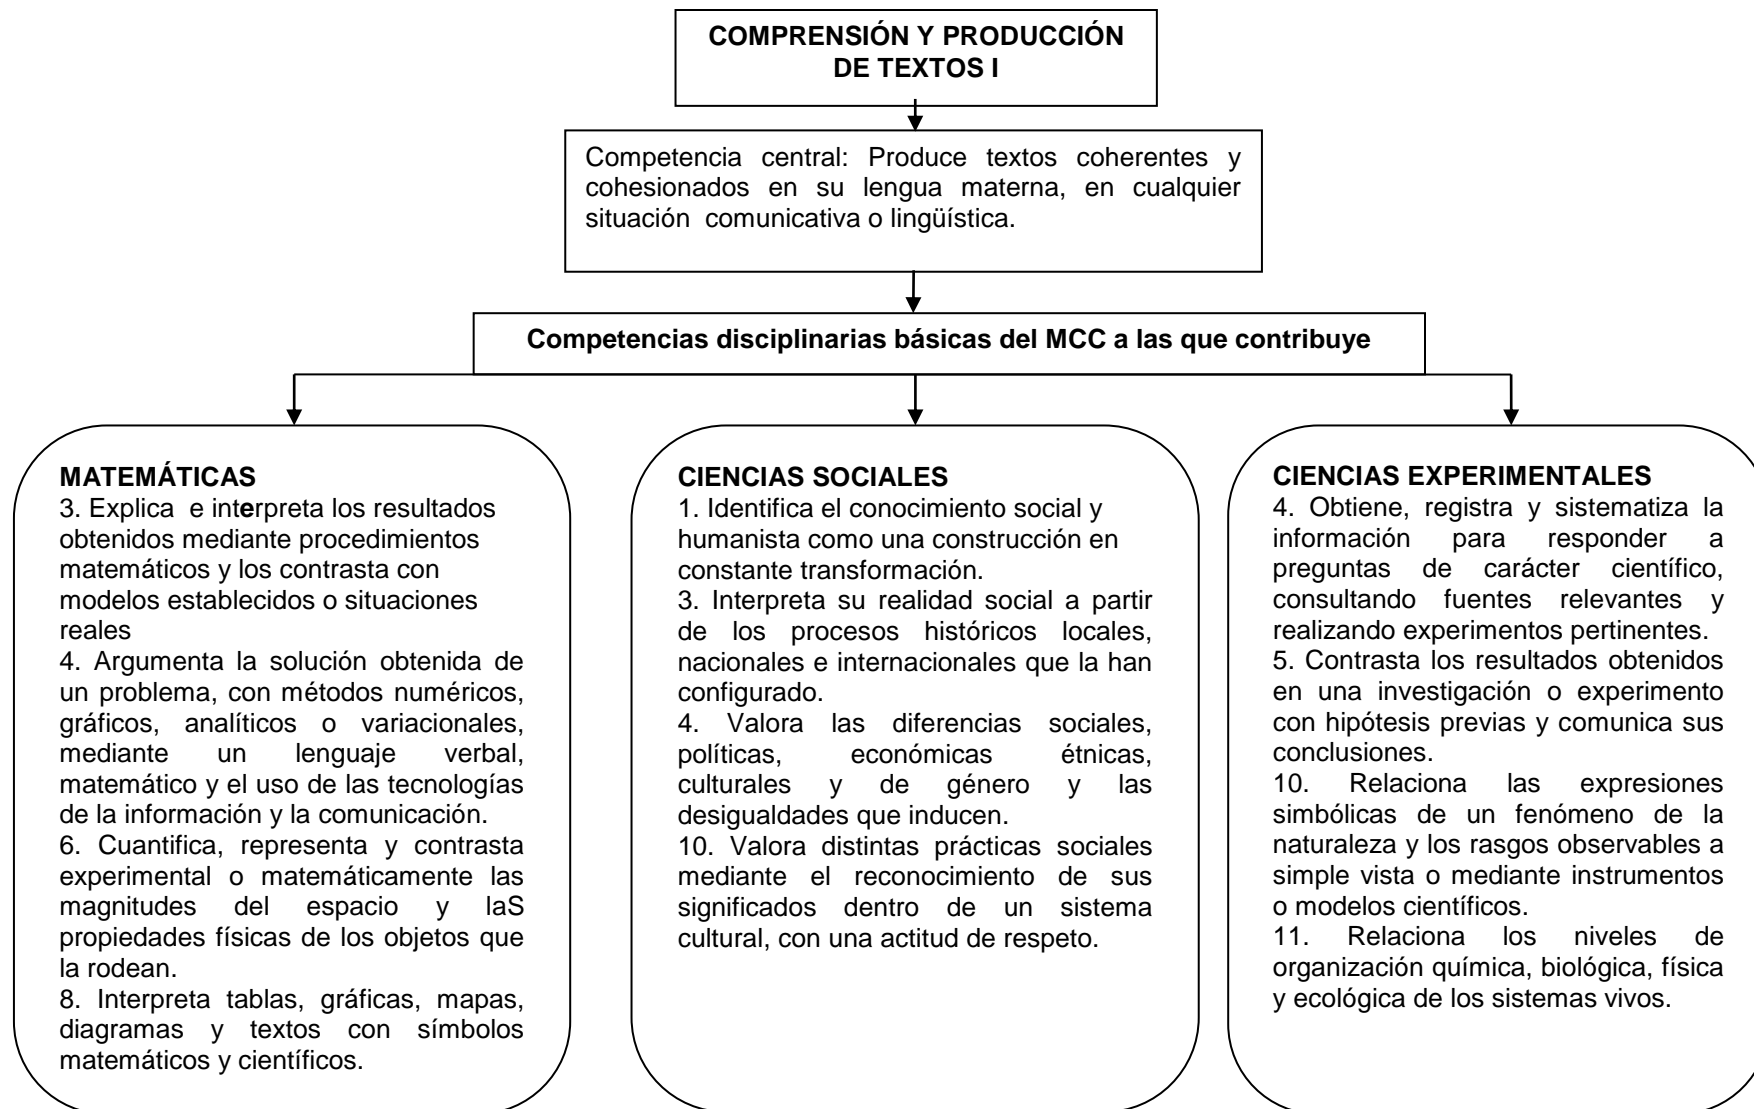 COMPRENSIÓN Y PRODUCCIÓN
DE TEXTOS I
Competencia central: Produce textos coherentes y
cohesionados en su lengua materna, en cualquier
situación comunicativa o lingüística.
Competencias disciplinarias básicas del MCC a las que contribuye
MATEMÁTICAS
3. Explica e interpreta los resultados
obtenidos mediante procedimientos
matemáticos y los contrasta con
modelos establecidos o situaciones
reales
4. Argumenta la solución obtenida de
un problema, con métodos numéricos,
gráficos, analíticos o variacionales,
mediante un lenguaje verbal,
matemático y el uso de las tecnologías
de la información y la comunicación.
6. Cuantifica, representa y contrasta
experimental o matemáticamente las
magnitudes del espacio y laS
propiedades físicas de los objetos que
la rodean.
8. Interpreta tablas, gráficas, mapas,
diagramas y textos con símbolos
matemáticos y científicos.
CIENCIAS SOCIALES
1. Identifica el conocimiento social y
humanista como una construcción en
constante transformación.
3. Interpreta su realidad social a partir
de los procesos históricos locales,
nacionales e internacionales que la han
configurado.
4. Valora las diferencias sociales,
políticas, económicas étnicas,
culturales y de género y las
desigualdades que inducen.
10. Valora distintas prácticas sociales
mediante el reconocimiento de sus
significados dentro de un sistema
cultural, con una actitud de respeto.
CIENCIAS EXPERIMENTALES
4. Obtiene, registra y sistematiza la
información para responder a
preguntas de carácter científico,
consultando fuentes relevantes y
realizando experimentos pertinentes.
5. Contrasta los resultados obtenidos
en una investigación o experimento
con hipótesis previas y comunica sus
conclusiones.
10. Relaciona las expresiones
simbólicas de un fenómeno de la
naturaleza y los rasgos observables a
simple vista o mediante instrumentos
o modelos científicos.
11. Relaciona los niveles de
organización química, biológica, física
y ecológica de los sistemas vivos.